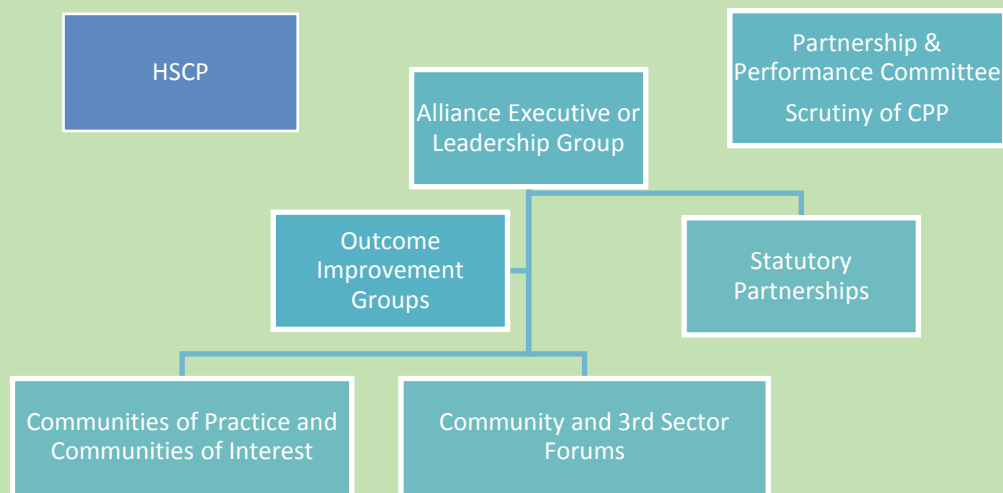 HSCP
Partnership &
Performance Committee
Scrutiny of CPP
Alliance Executive or
Leadership Group
Outcome
Improvement
Groups
Statutory
Partnerships
Communities of Practice and
Communities of Interest
Community and 3rd Sector
Forums